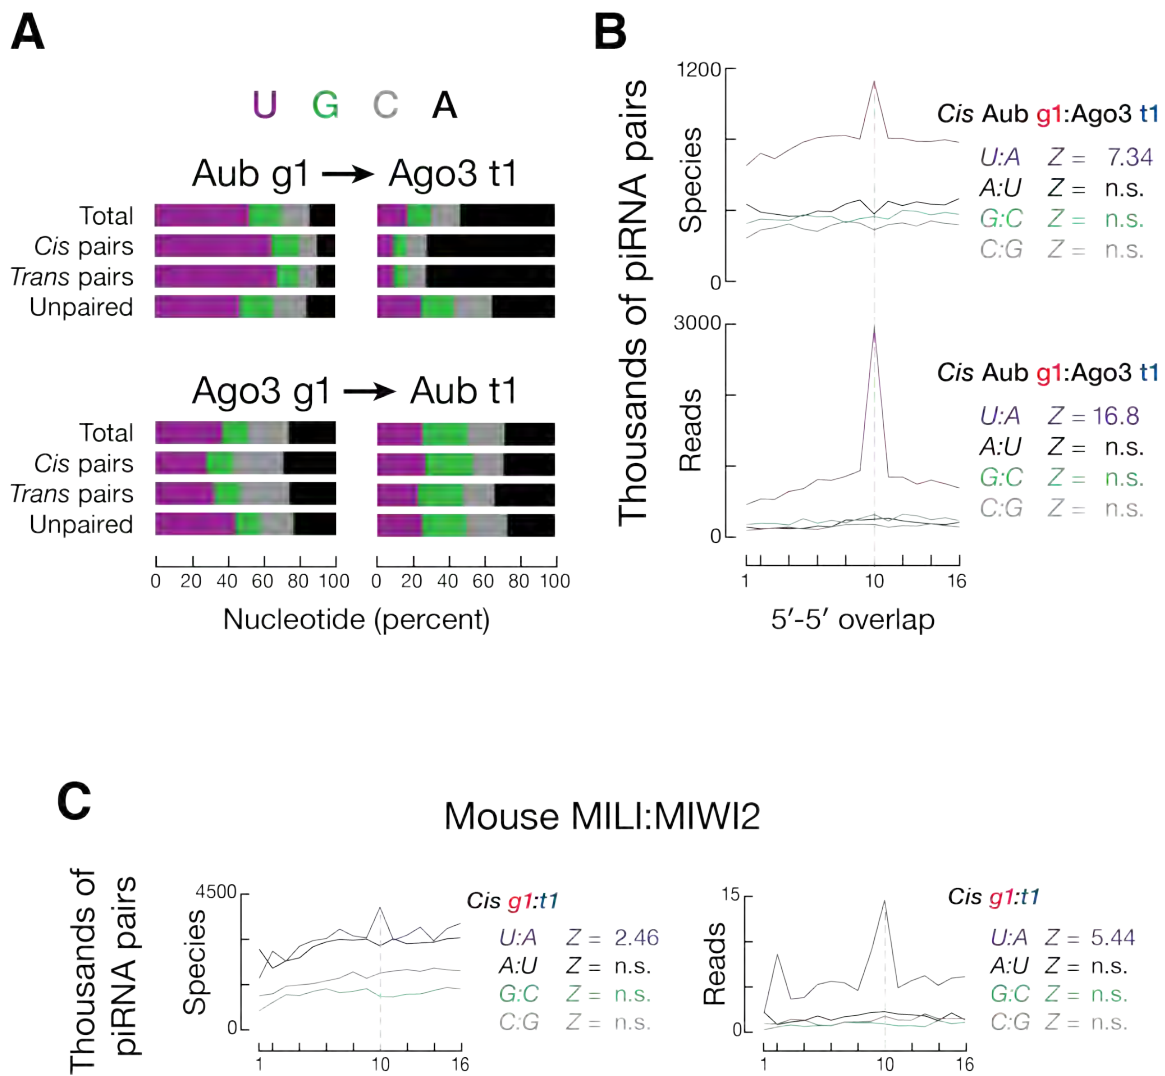 A
U G C A
Aub g1 → Ago3 t1
Total
Cis pairs
Trans pairs
Unpaired
Ago3 g1 → Aub t1
Total
Cis pairs
Trans pairs
Unpaired
0 20 40 60 80 100 0 20 40 60 80 100
Nucleotide (percent)
B
Thousands of piRNA pairs
Species
1200
0
Cis Aub g1:Ago3 t1
U:A Z = 7.34
A:U Z = n.s.
G:C Z = n.s.
C:G Z = n.s.
Reads
3000
0
Cis Aub g1:Ago3 t1
U:A Z = 16.8
A:U Z = n.s.
G:C Z = n.s.
C:G Z = n.s.
1 10 16
5′-5′ overlap
C
Mouse MILI:MIWI2
Thousands of
piRNA pairs
Species
4500
0
Cis g1:t1
U:A Z = 2.46
A:U Z = n.s.
G:C Z = n.s.
C:G Z = n.s.
1 10 16
Reads
15
0
Cis g1:t1
U:A Z = 5.44
A:U Z = n.s.
G:C Z = n.s.
C:G Z = n.s.
1 10 16